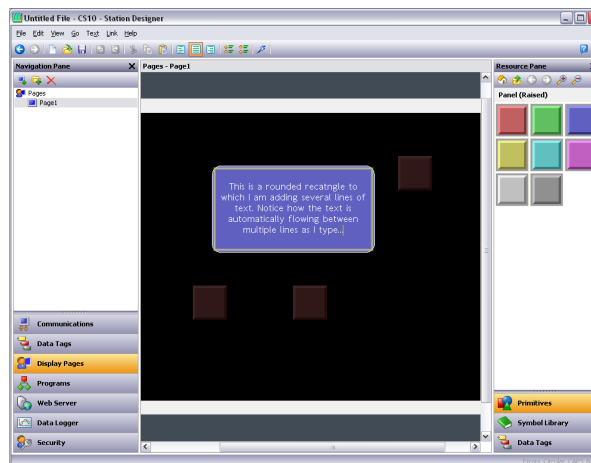 Untitled File - CS10 - Station Designer
File Edit View Go Text Link Help
Navigation Pane
Pages - Page1
Resource Pane
Pages
Page1
Panel (Raised)
This is a rounded recatngle to
which I am adding several lines of
text. Notice how the text is
automatically flowing between
multiple lines as I type..
Communications
Data Tags
Display Pages
Programs
Web Server
Data Logger
Security
Primitives
Symbol Library
Data Tags